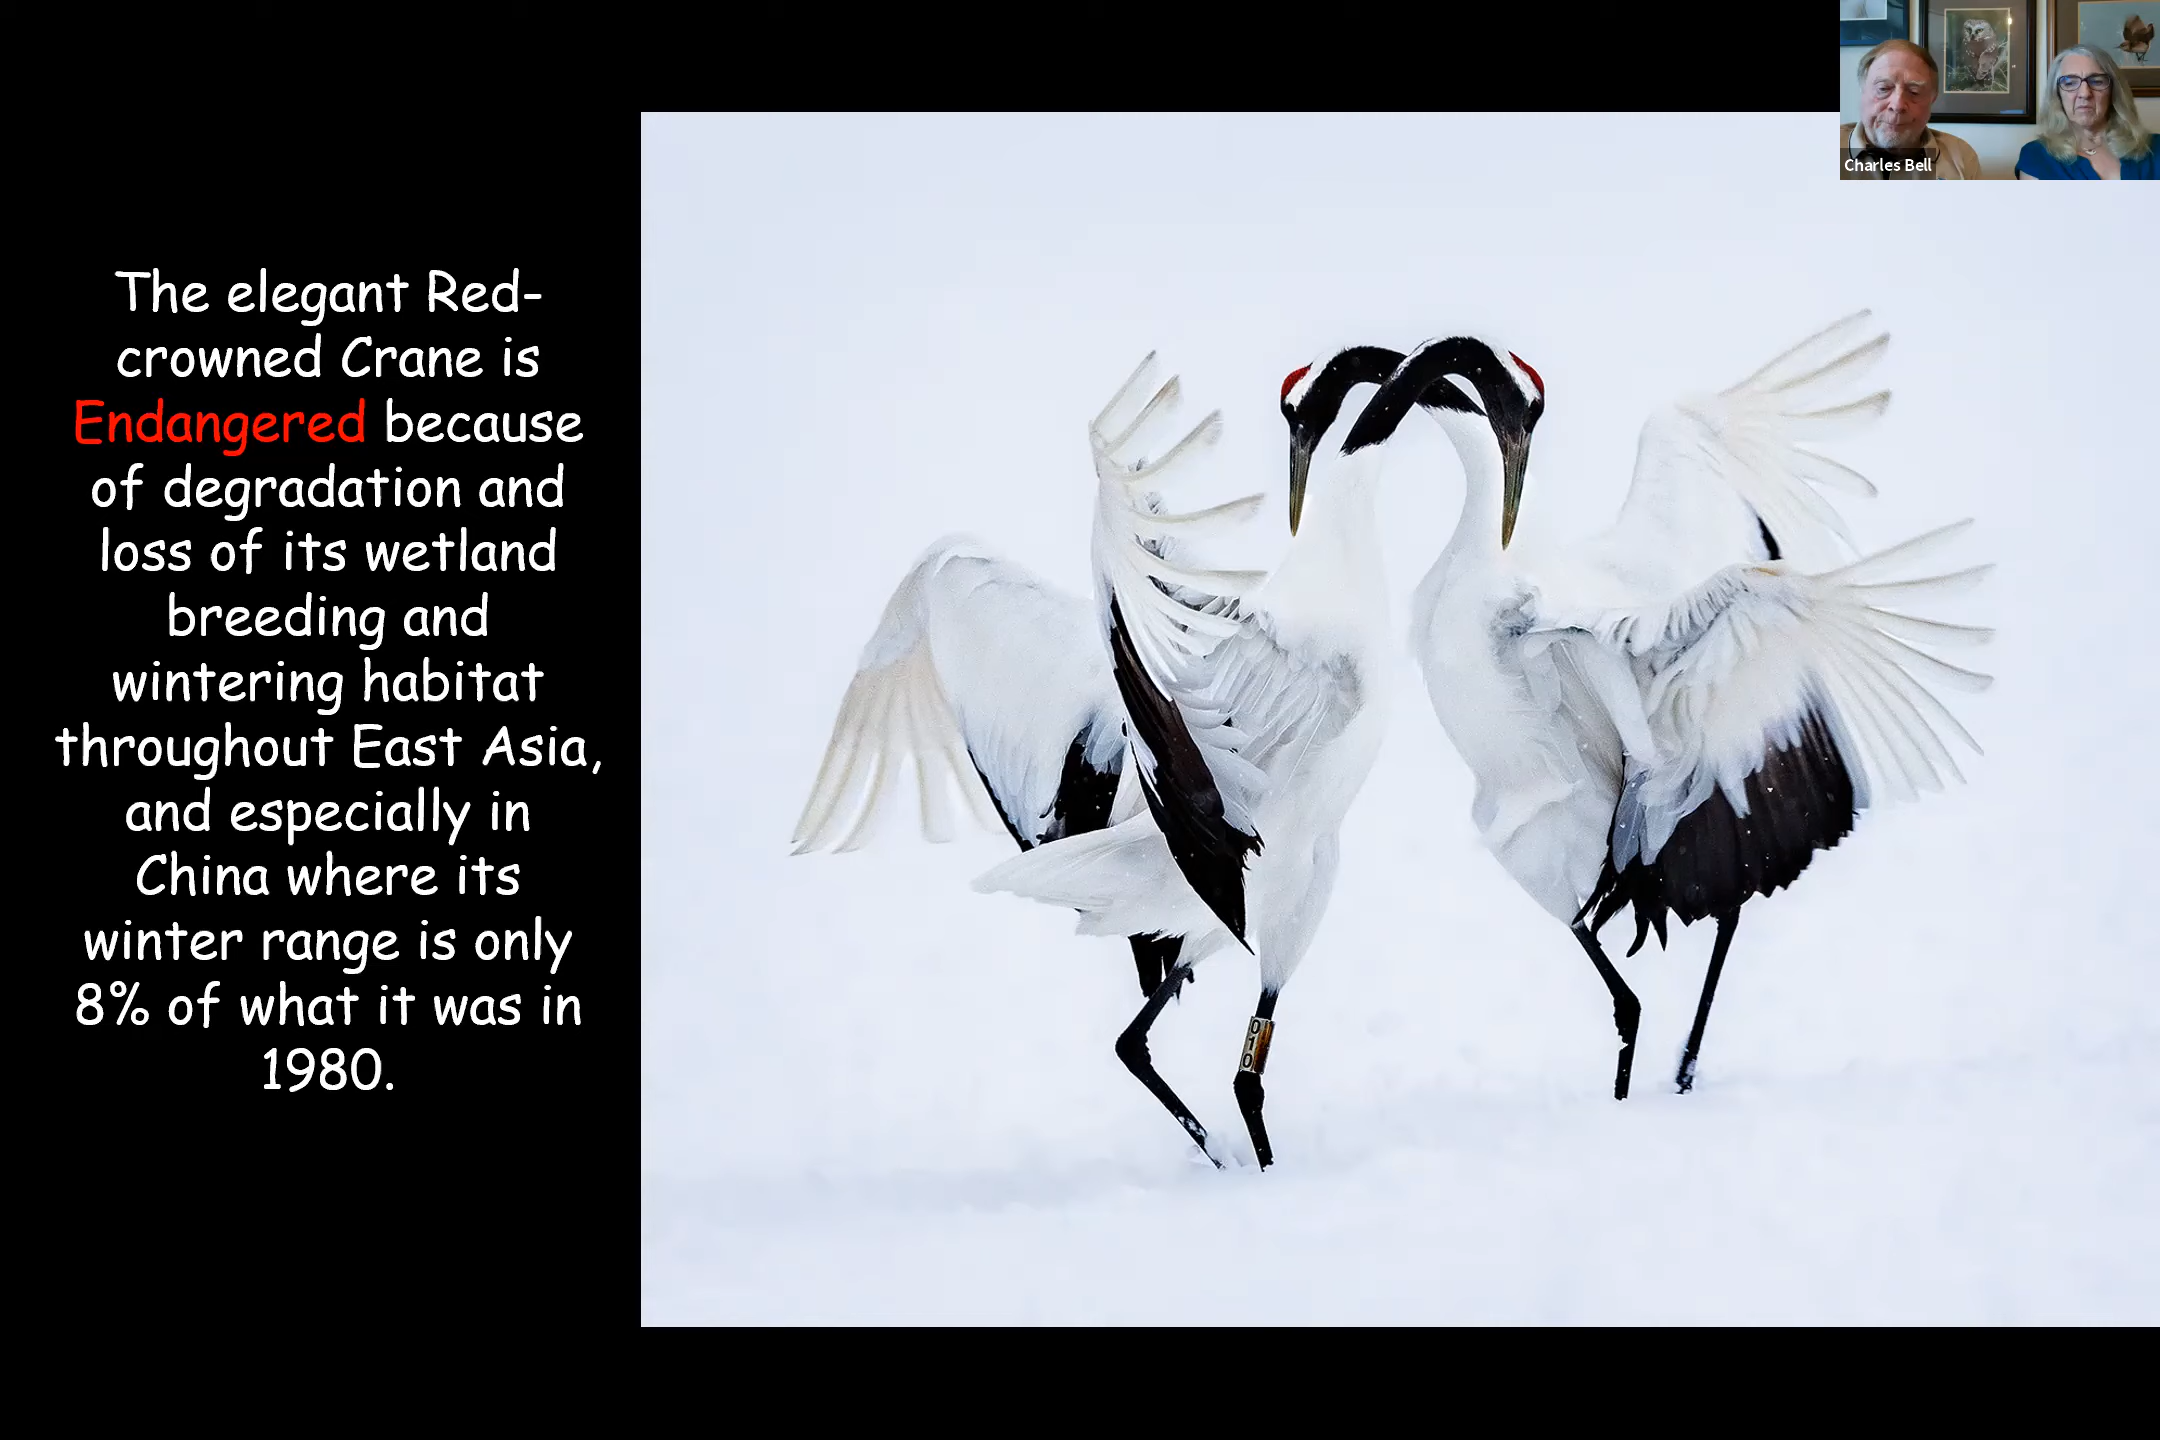 The elegant Red-
crowned Crane is
Endangered because
of degradation and
loss of its wetland
breeding and
wintering habitat
throughout East Asia,
and especially in
China where its
winter range is only
8% of what it was in
1980.
Charles Bell
010